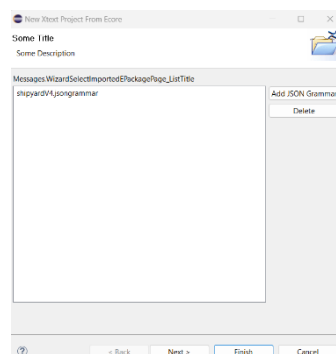 New Xtext Project From Ecore
Some Title
Some Description
Messages.WizardSelectImportedEPackagePage_ListTitle
shipyardV4.jsongrammar
Add JSON Grammar
Delete
< Back
Next >
Finish
Cancel